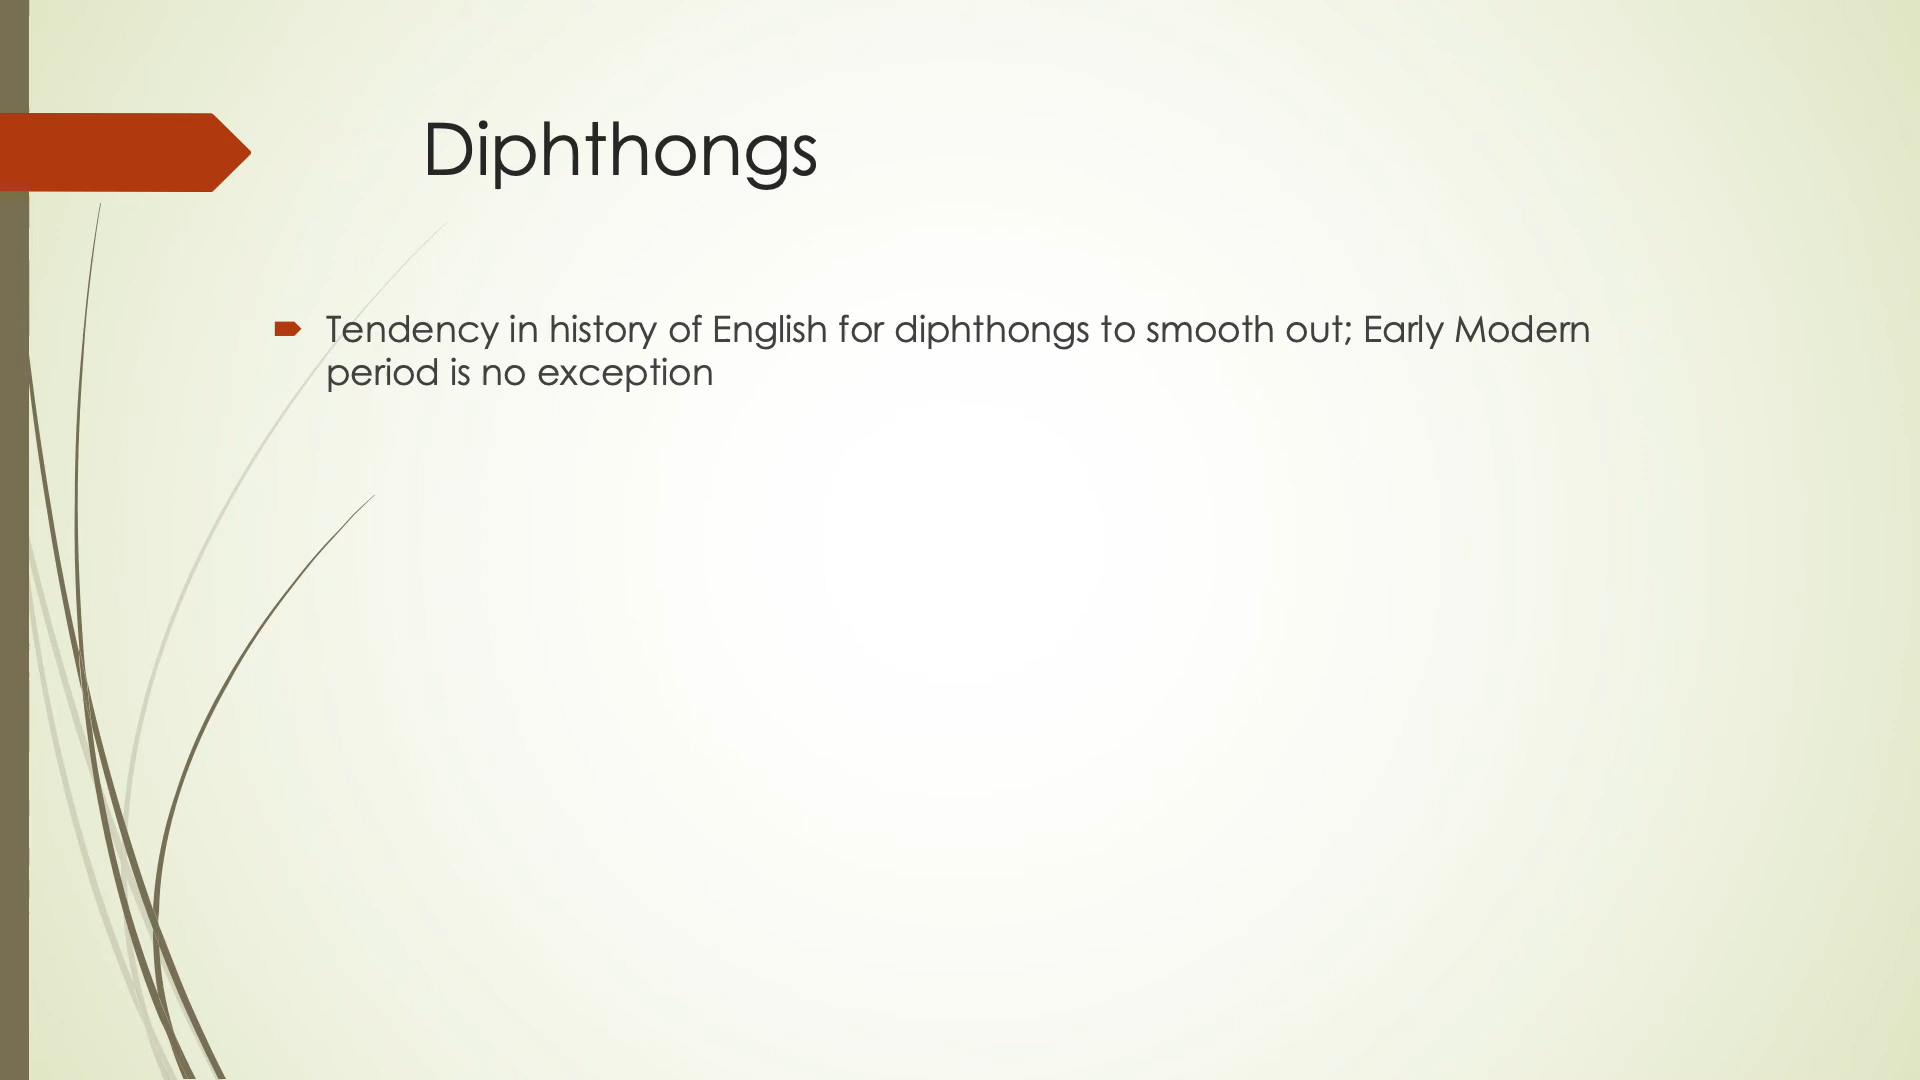 Diphthongs
Tendency in history of English for diphthongs to smooth out; Early Modern
period is no exception